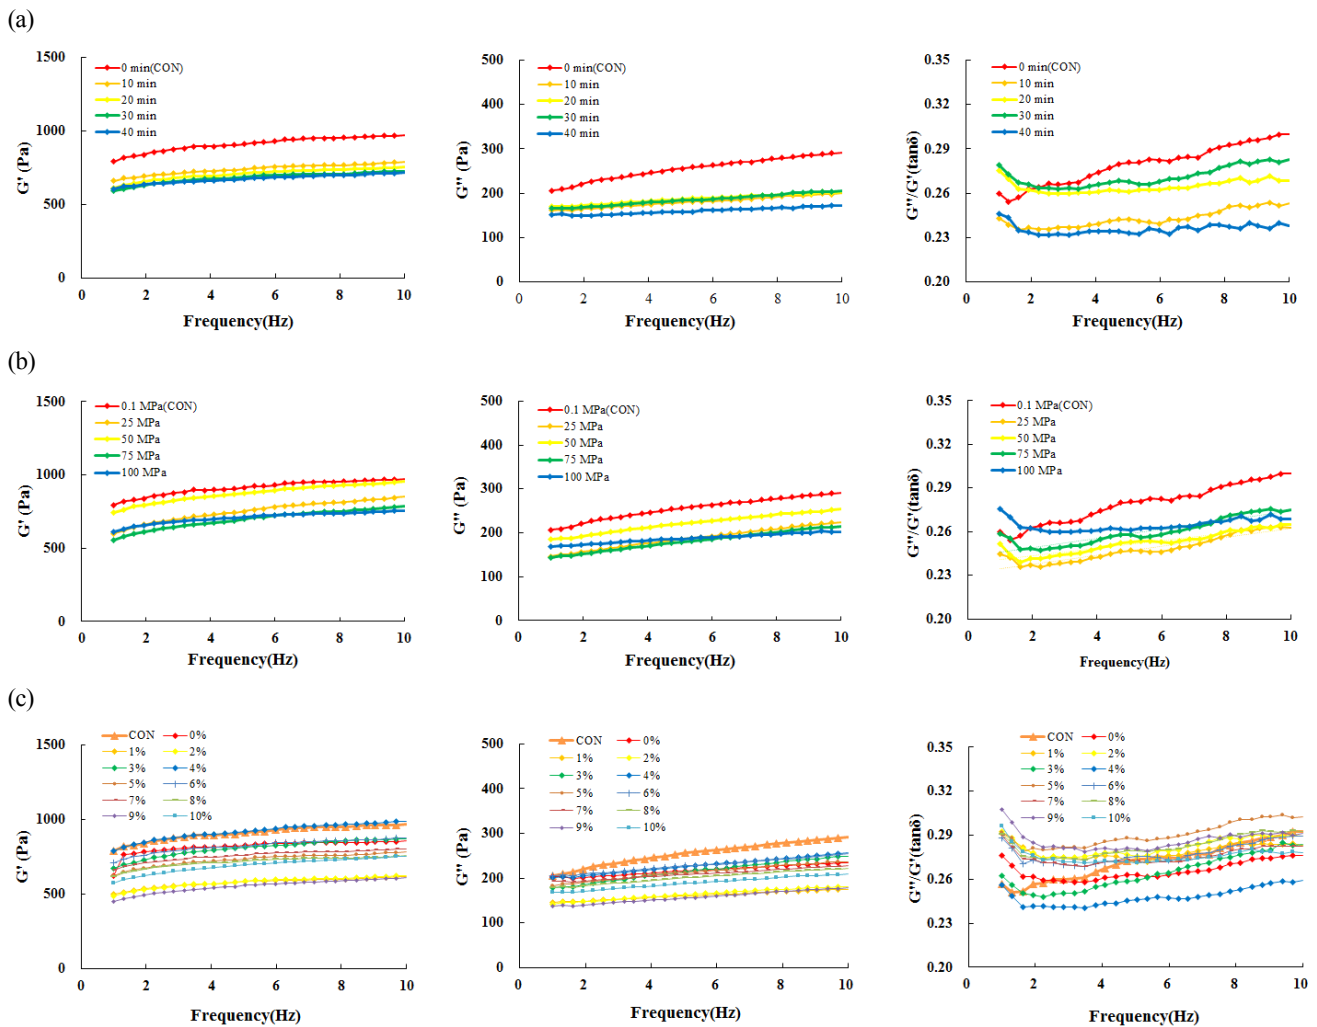 (a)
1500
1000
500
0
0 2 4 6 8 10
G' (Pa)
Frequency(Hz)
0 min(CON)
10 min
20 min
30 min
40 min
500
400
300
200
100
0
0 2 4 6 8 10
G'' (Pa)
Frequency(Hz)
0 min(CON)
10 min
20 min
30 min
40 min
0.35
0.32
0.29
0.26
0.23
0.20
0 2 4 6 8 10
G''/G'(tanδ)
Frequency(Hz)
0 min(CON)
10 min
20 min
30 min
40 min
(b)
1500
1000
500
0
0 2 4 6 8 10
G' (Pa)
Frequency(Hz)
0.1 MPa(CON)
25 MPa
50 MPa
75 MPa
100 MPa
500
400
300
200
100
0
0 2 4 6 8 10
G'' (Pa)
Frequency(Hz)
0.1 MPa(CON)
25 MPa
50 MPa
75 MPa
100 MPa
0.35
0.32
0.29
0.26
0.23
0.20
0 2 4 6 8 10
G''/G'(tanδ)
Frequency(Hz)
0.1 MPa(CON)
25 MPa
50 MPa
75 MPa
100 MPa
(c)
1500
1000
500
0
0 2 4 6 8 10
G' (Pa)
Frequency(Hz)
CON 0%
1% 2%
3% 4%
5% 6%
7% 8%
9% 10%
500
400
300
200
100
0
0 2 4 6 8 10
G'' (Pa)
Frequency(Hz)
CON 0%
1% 2%
3% 4%
5% 6%
7% 8%
9% 10%
0.35
0.32
0.29
0.26
0.23
0.20
0 2 4 6 8 10
G''/G'(tanδ)
Frequency(Hz)
CON 0%
1% 2%
3% 4%
5% 6%
7% 8%
9% 10%